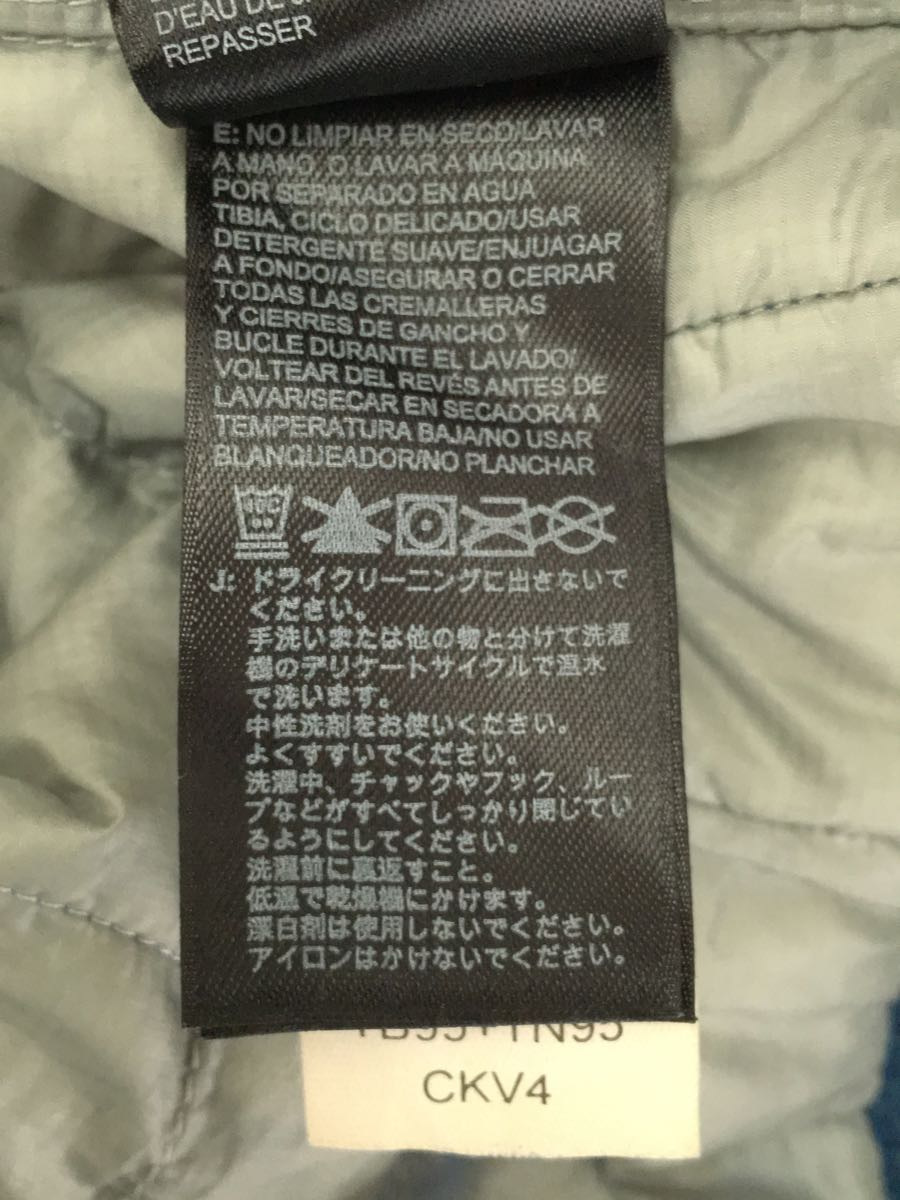 D'EAU DE
REPASSER
E: NO LIMPIAR EN SECO/LAVAR
A MANO, O LAVAR A MÁQUINA
POR SEPARADO EN AGUA
TIBIA, CICLO DELICADO/USAR
DETERGENTE SUAVE/ENJUAGAR
A FONDO/ASEGURAR O CERRAR
TODAS LAS CREMALLERAS
Y CIERRES DE GANCHO Y
BUCLE DURANTE EL LAVADO/
VOLTEAR DEL REVÉS ANTES DE
LAVAR/SECAR EN SECADORA A
TEMPERATURA BAJA/NO USAR
BLANQUEADOR/NO PLANCHAR
J: ドライクリーニングに出さないで
ください。
手洗いまたは他の物と分けて洗濯
機のデリケートサイクルで温水
で洗います。
中性洗剤をお使いください。
よくすすいでください。
洗濯中、チャックやフック、ルー
プなどがすべてしっかり閉じてい
るようにしてください。
洗濯前に裏返すこと。
低温で乾燥機にかけます。
漂白剤は使用しないでください。
アイロンはかけないでください。
CKV4